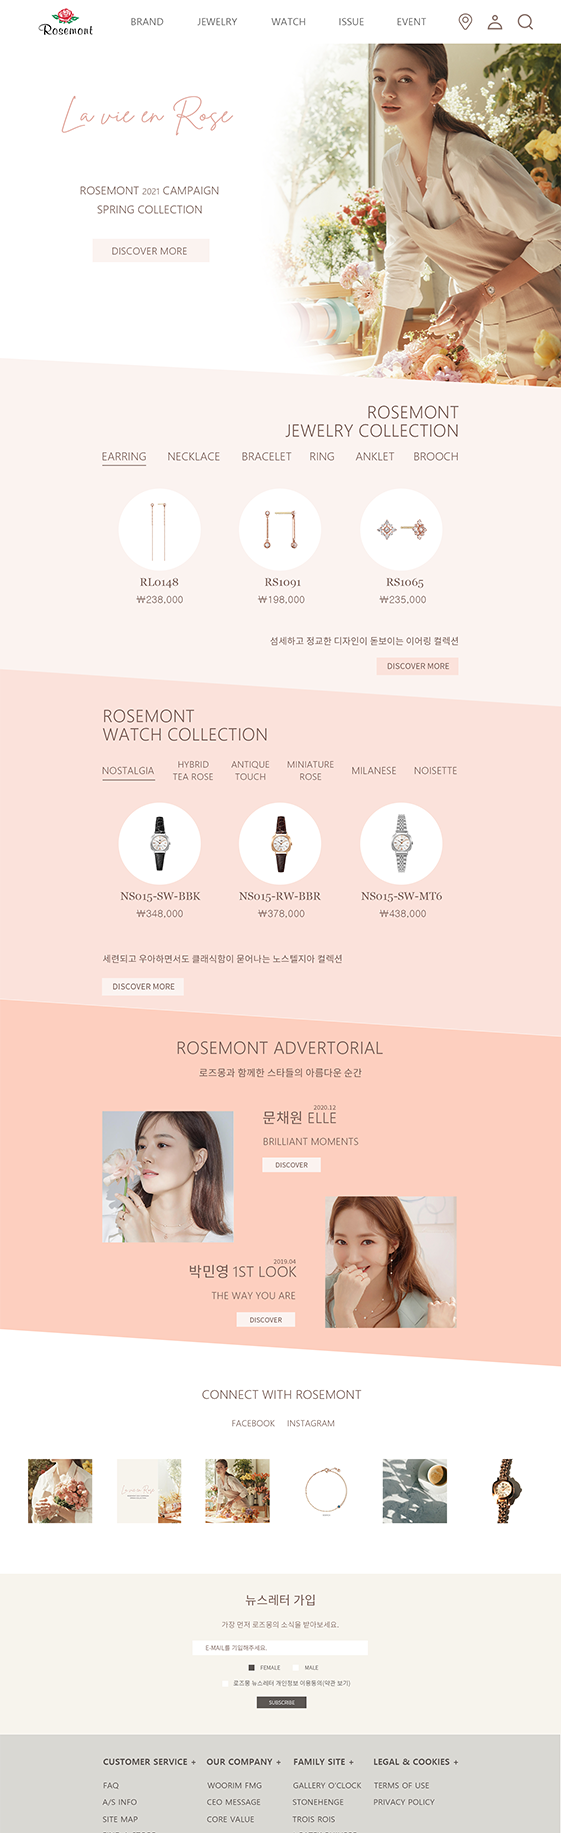 Rosemont
BRAND JEWELRY WATCH ISSUE EVENT
La vie en Rose
ROSEMONT 2021 CAMPAIGN
SPRING COLLECTION
DISCOVER MORE
ROSEMONT
JEWELRY COLLECTION
EARRING NECKLACE BRACELET RING ANKLET BROOCH
RL0148 RS1091 RS1065
₩238,000 ₩198,000 ₩235,000
섬세하고 정교한 디자인이 돋보이는 이어링 컬렉션
DISCOVER MORE
ROSEMONT
WATCH COLLECTION
NOSTALGIA HYBRID TEA ROSE ANTIQUE TOUCH MINIATURE ROSE MILANESE NOISETTE
NS015-SW-BBK NS015-RW-BBR NS015-SW-MT6
₩348,000 ₩378,000 ₩438,000
세련되고 우아하면서도 클래식함이 묻어나는 노스텔지아 컬렉션
DISCOVER MORE
ROSEMONT ADVERTORIAL
로즈몽과 함께한 스타들의 아름다운 순간
2020.12
문채원 ELLE
BRILLIANT MOMENTS
DISCOVER
2019.04
박민영 1ST LOOK
THE WAY YOU ARE
DISCOVER
CONNECT WITH ROSEMONT
FACEBOOK INSTAGRAM
La vie en Rose
뉴스레터 가입
가장 먼저 로즈몽의 소식을 받아보세요.
E-MAIL를 기입해주세요.
FEMALE MALE
로즈몽 뉴스레터 개인정보 이용동의(약관 보기)
SUBSCRIBE
CUSTOMER SERVICE + OUR COMPANY + FAMILY SITE + LEGAL & COOKIES +
FAQ WOORIM FMG GALLERY O'CLOCK TERMS OF USE
A/S INFO CEO MESSAGE STONEHENGE PRIVACY POLICY
SITE MAP CORE VALUE TROIS ROIS